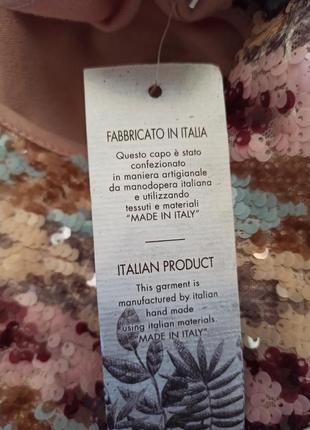 FABBRICATO IN ITALIA
Questo capo è stato
confezionato
in maniera artigianale
da manodopera italiana
e utilizzando
tessuti e materiali
"MADE IN ITALY"
ITALIAN PRODUCT
This garment is
manufactured by italian
hand made
using italian materials
"MADE IN ITALY"